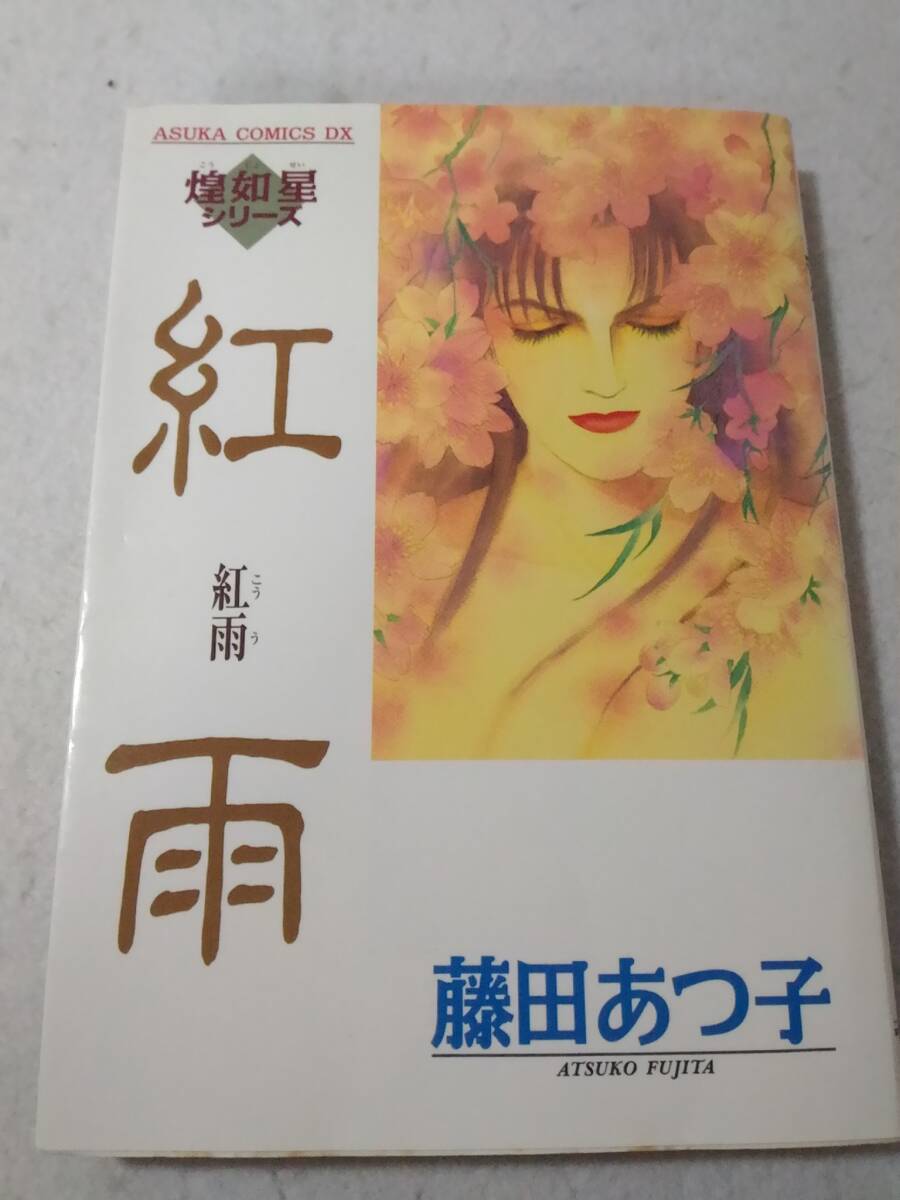 ASUKA COMICS DX
こうじょせい
煌如星
シリーズ
紅雨
紅雨
こうう
藤田あつ子
ATSUKO FUJITA